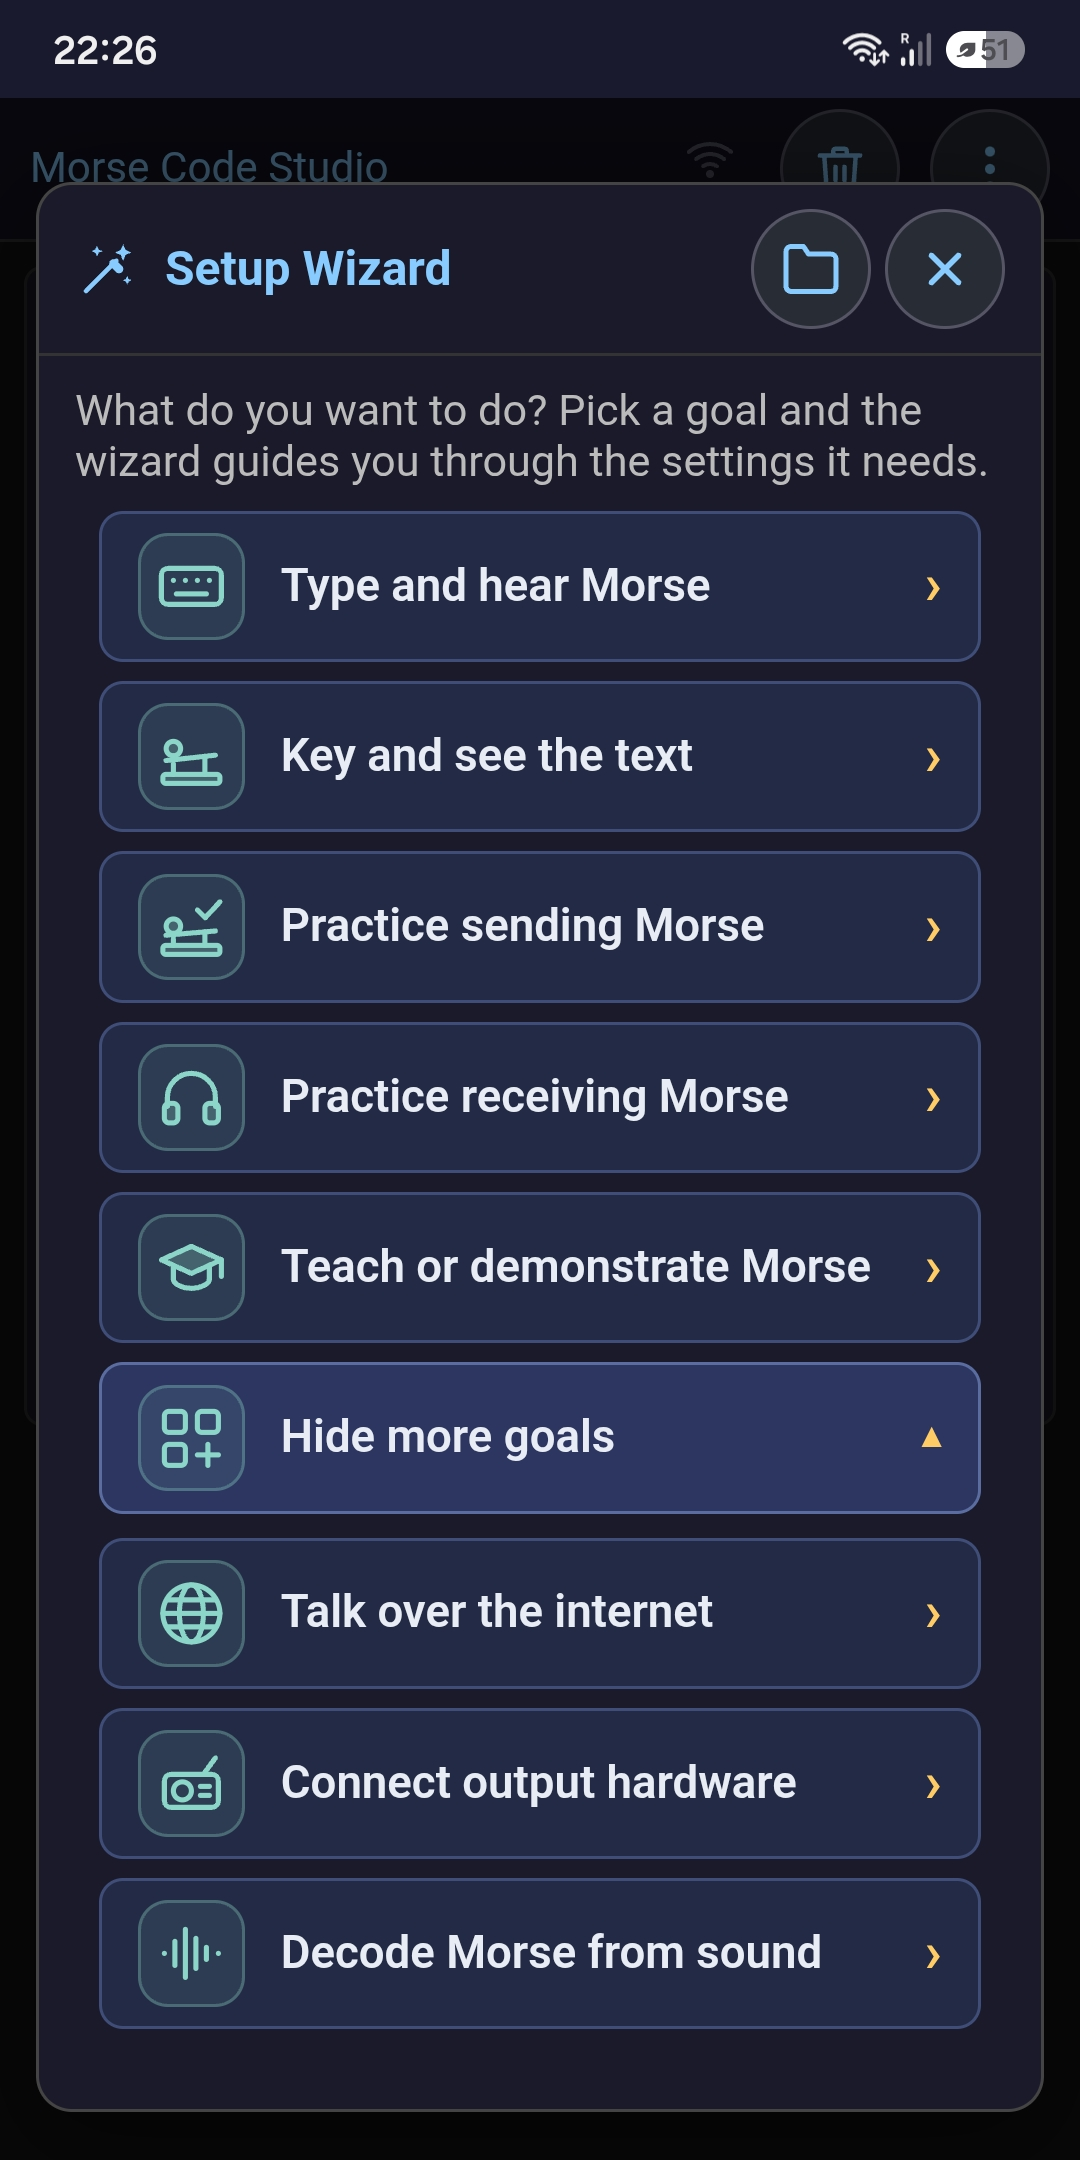 22:26
R
51
Morse Code Studio
Setup Wizard
What do you want to do? Pick a goal and the
wizard guides you through the settings it needs.
Type and hear Morse
Key and see the text
Practice sending Morse
Practice receiving Morse
Teach or demonstrate Morse
Hide more goals
Talk over the internet
Connect output hardware
Decode Morse from sound